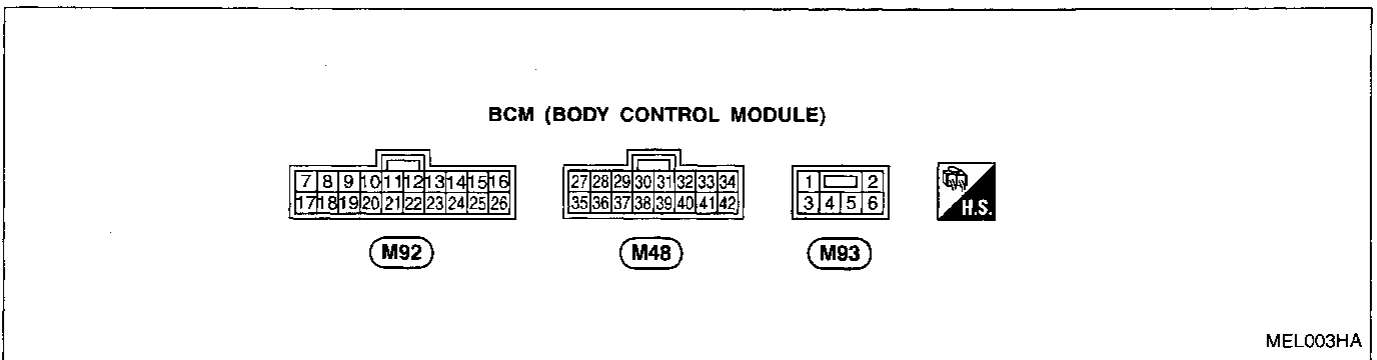 BCM (BODY CONTROL MODULE)
7 8 9 10 11 12 13 14 15 16
17 18 19 20 21 22 23 24 25 26
M92
27 28 29 30 31 32 33 34
35 36 37 38 39 40 41 42
M48
1 2
3 4 5 6
M93
H.S.
MEL003HA